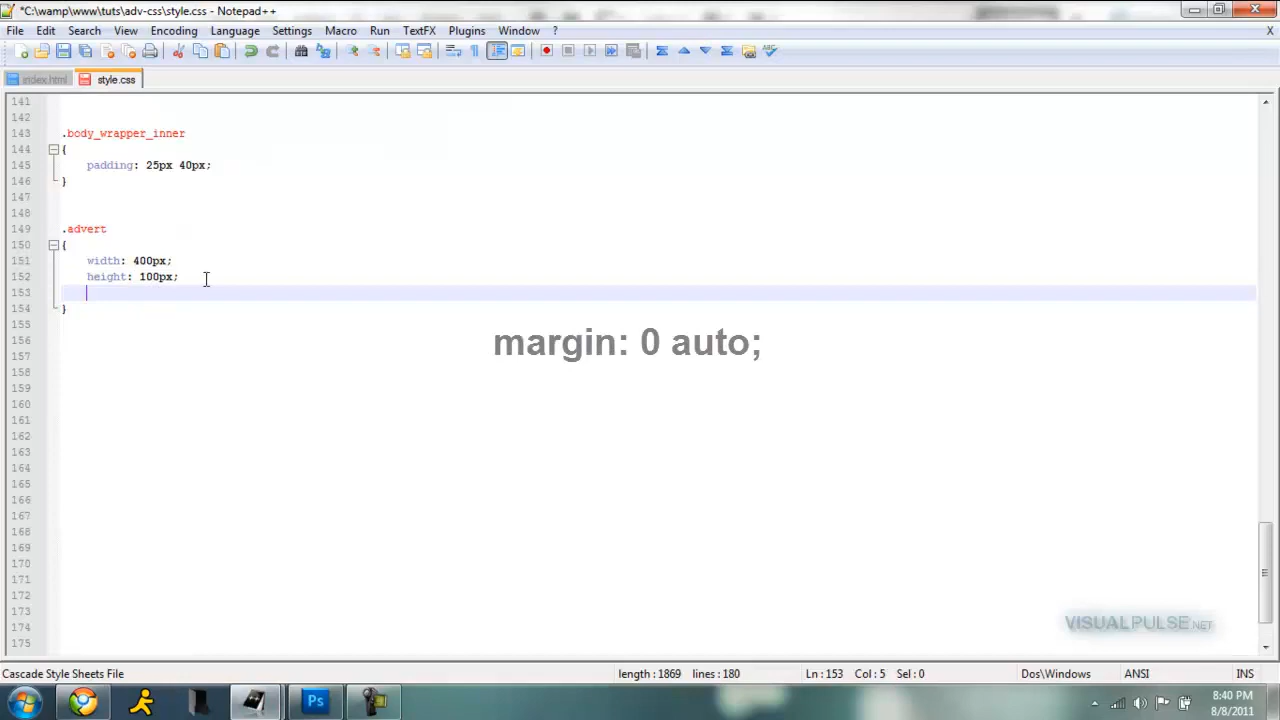 *C:\wamp\www\tuts\adv-css\style.css - Notepad++
File Edit Search View Encoding Language Settings Macro Run TextFX Plugins Window ? X
index.html style.css
141
142
143 .body_wrapper_inner
144 {
145 padding: 25px 40px;
146 }
147
148
149 .advert
150 {
151 width: 400px;
152 height: 100px;
153
154 }
155
156
margin: 0 auto;
157
158
159
160
161
162
163
164
165
166
167
168
169
170
171
172
173
VISUALPULSE.NET
174
175
Cascade Style Sheets File length : 1869 lines : 180 Ln : 153 Col : 5 Sel : 0 Dos\Windows ANSI INS
Ps
8:40 PM
8/8/2011